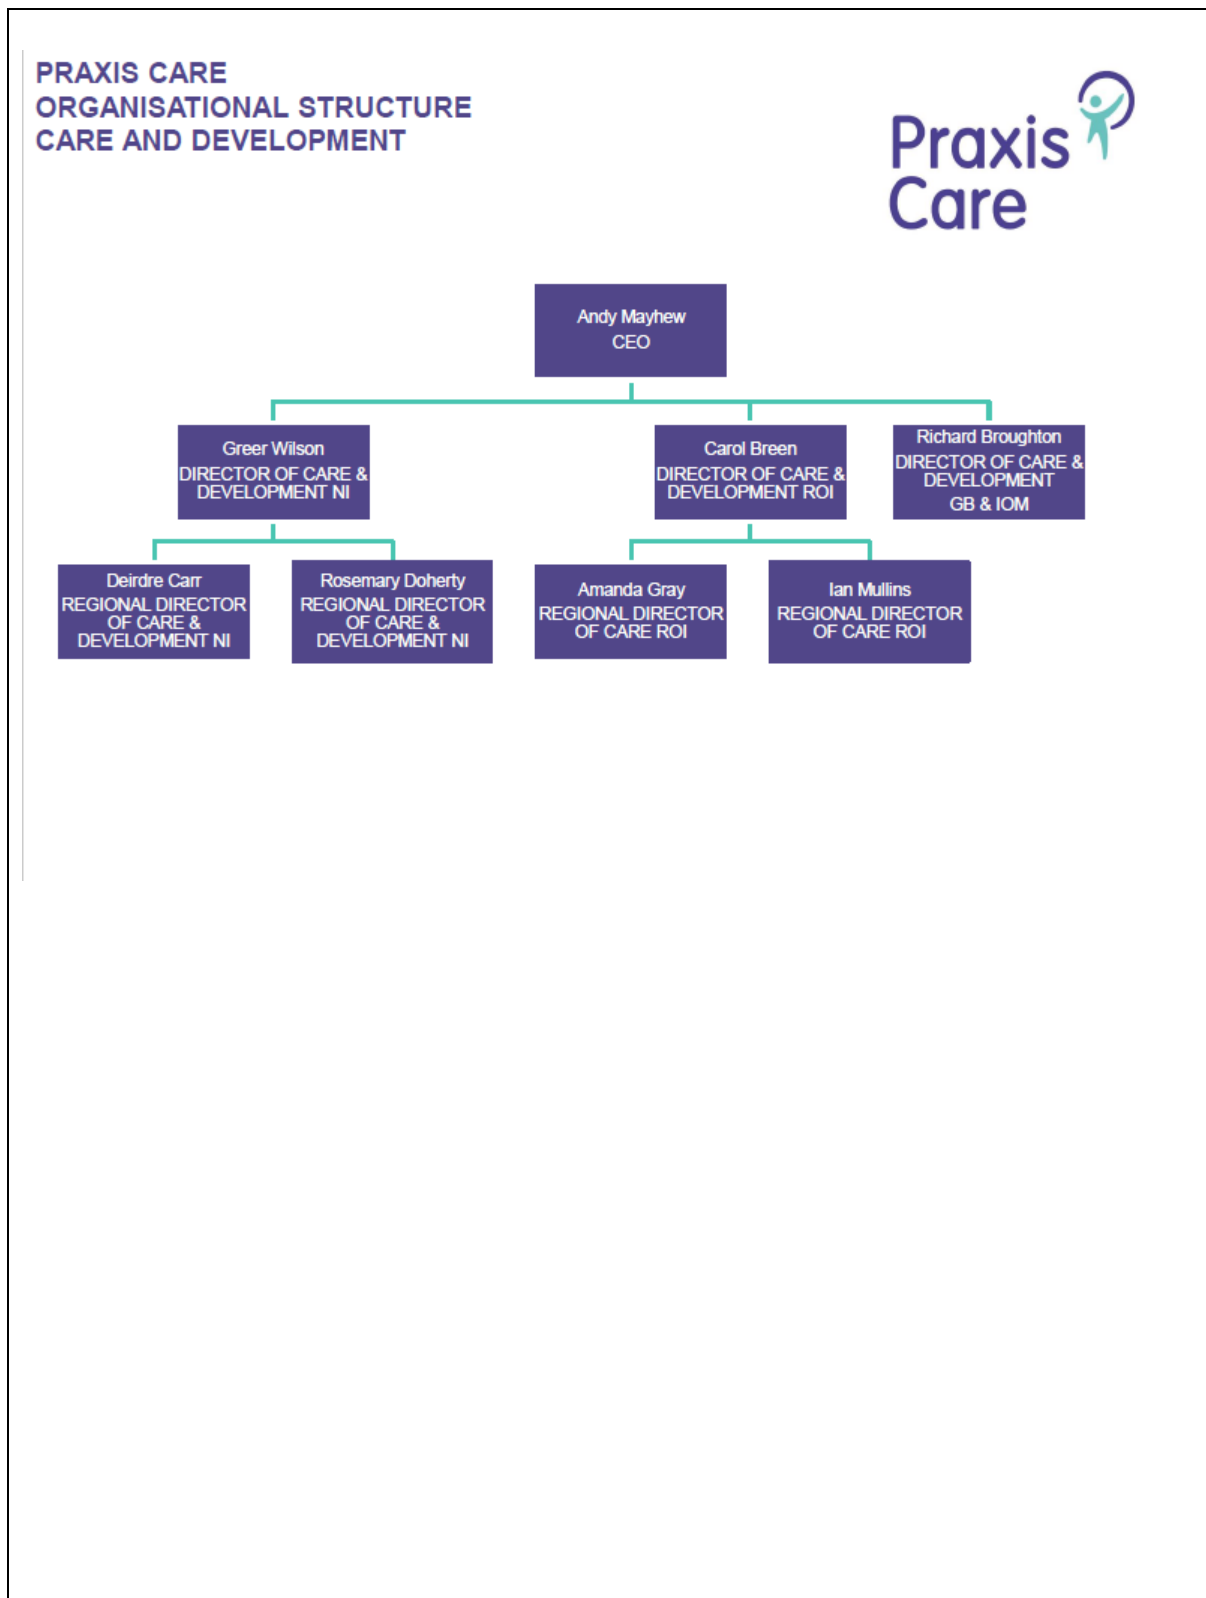 PRAXIS CARE
ORGANISATIONAL STRUCTURE
CARE AND DEVELOPMENT
Praxis
Care
Andy Mayhew
CEO
Greer Wilson
DIRECTOR OF CARE &
DEVELOPMENT NI
Carol Breen
DIRECTOR OF CARE &
DEVELOPMENT ROI
Richard Broughton
DIRECTOR OF CARE &
DEVELOPMENT
GB & IOM
Deirdre Carr
REGIONAL DIRECTOR
OF CARE &
DEVELOPMENT NI
Rosemary Doherty
REGIONAL DIRECTOR
OF CARE &
DEVELOPMENT NI
Amanda Gray
REGIONAL DIRECTOR
OF CARE ROI
Ian Mullins
REGIONAL DIRECTOR
OF CARE ROI